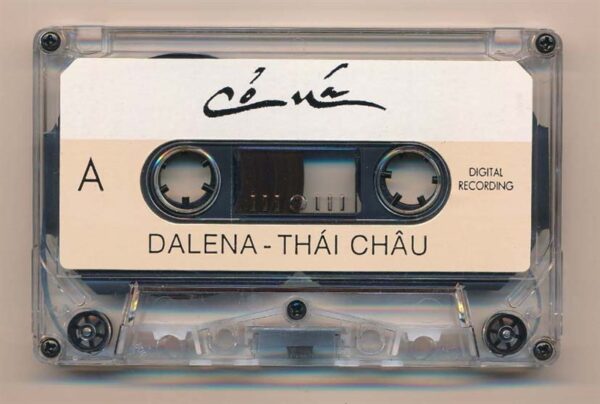 Cỏ úa
A
DIGITAL
RECORDING
DALENA - THÁI CHÂU